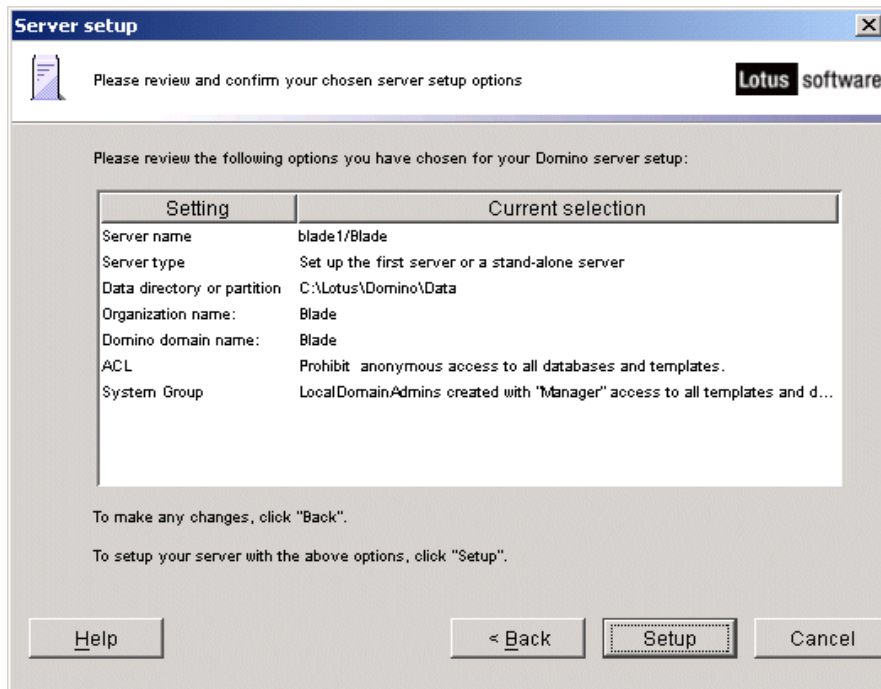 Server setup
Please review and confirm your chosen server setup options
Lotus software
Please review the following options you have chosen for your Domino server setup:
Setting Current selection
Server name blade1/Blade
Server type Set up the first server or a stand-alone server
Data directory or partition C:\Lotus\Domino\Data
Organization name: Blade
Domino domain name: Blade
ACL Prohibit anonymous access to all databases and templates.
System Group LocalDomainAdmins created with "Manager" access to all templates and d...
To make any changes, click "Back".
To setup your server with the above options, click "Setup".
Help < Back Setup Cancel